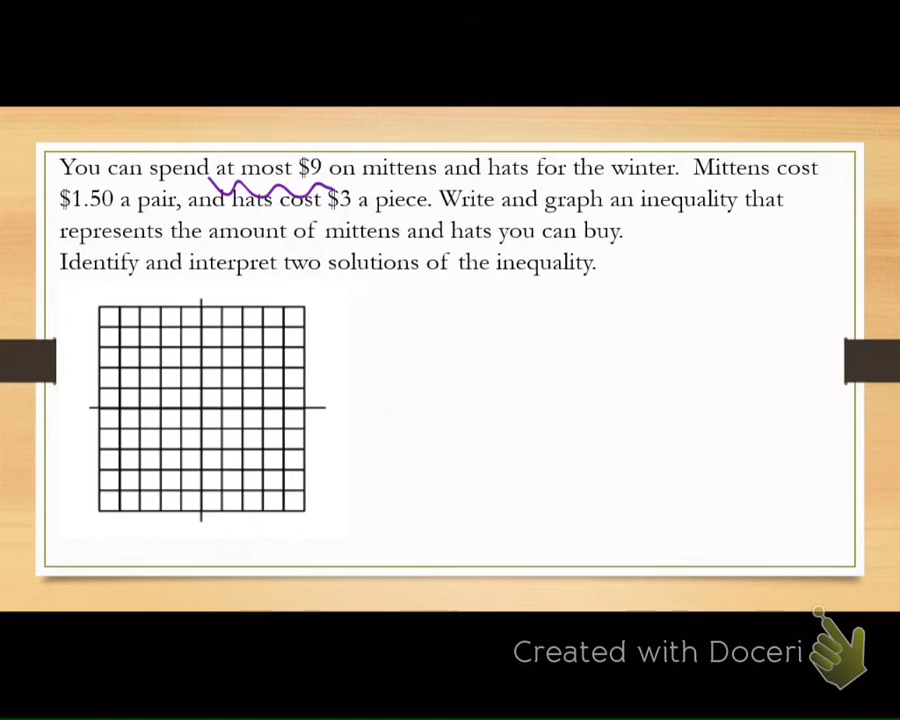 You can spend at most $9 on mittens and hats for the winter. Mittens cost
$1.50 a pair, and hats cost $3 a piece. Write and graph an inequality that
represents the amount of mittens and hats you can buy.
Identify and interpret two solutions of the inequality.
Created with Doceri